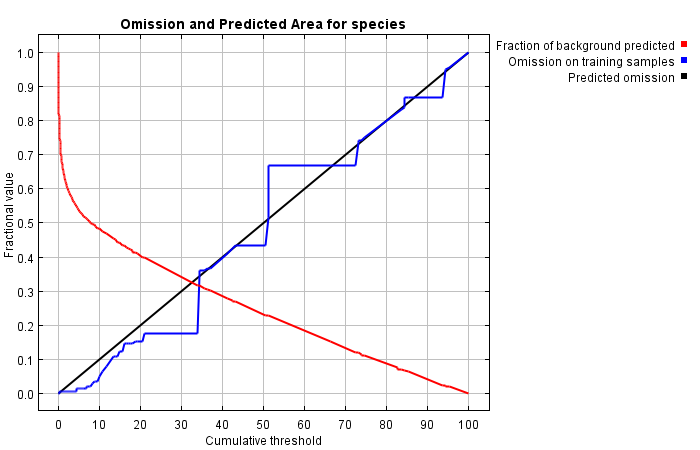 Omission and Predicted Area for species
Fraction of background predicted
Omission on training samples
Predicted omission
Fractional value
1.0
0.9
0.8
0.7
0.6
0.5
0.4
0.3
0.2
0.1
0.0
0 10 20 30 40 50 60 70 80 90 100
Cumulative threshold